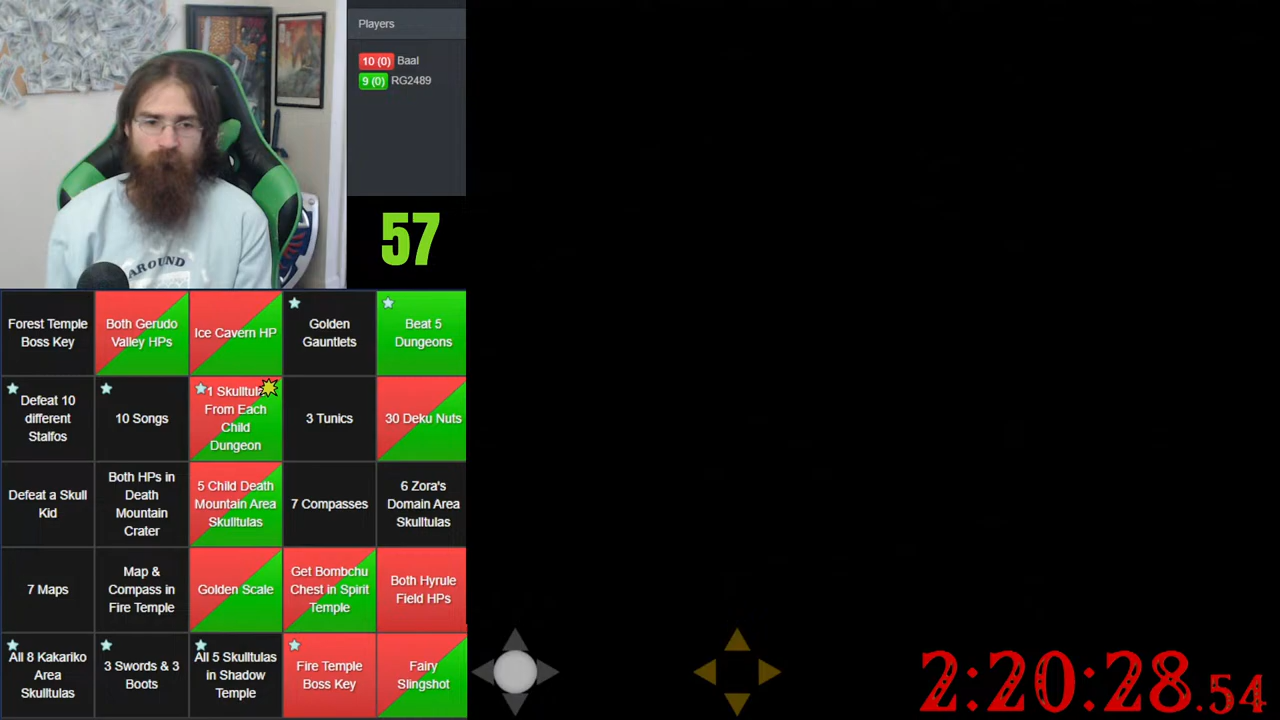 Players
10 (0) Baal
9 (0) RG2489
AROUND
57
Forest Temple
Boss Key
Both Gerudo
Valley HPs
Ice Cavern HP
Golden
Gauntlets
Beat 5
Dungeons
Defeat 10
different
Stalfos
10 Songs
1 Skulltula
From Each
Child
Dungeon
3 Tunics
30 Deku Nuts
Defeat a Skull
Kid
Both HPs in
Death
Mountain
Crater
5 Child Death
Mountain Area
Skulltulas
7 Compasses
6 Zora's
Domain Area
Skulltulas
7 Maps
Map &
Compass in
Fire Temple
Golden Scale
Get Bombchu
Chest in Spirit
Temple
Both Hyrule
Field HPs
All 8 Kakariko
Area
Skulltulas
3 Swords & 3
Boots
All 5 Skulltulas
in Shadow
Temple
Fire Temple
Boss Key
Fairy
Slingshot
2:20:28.54